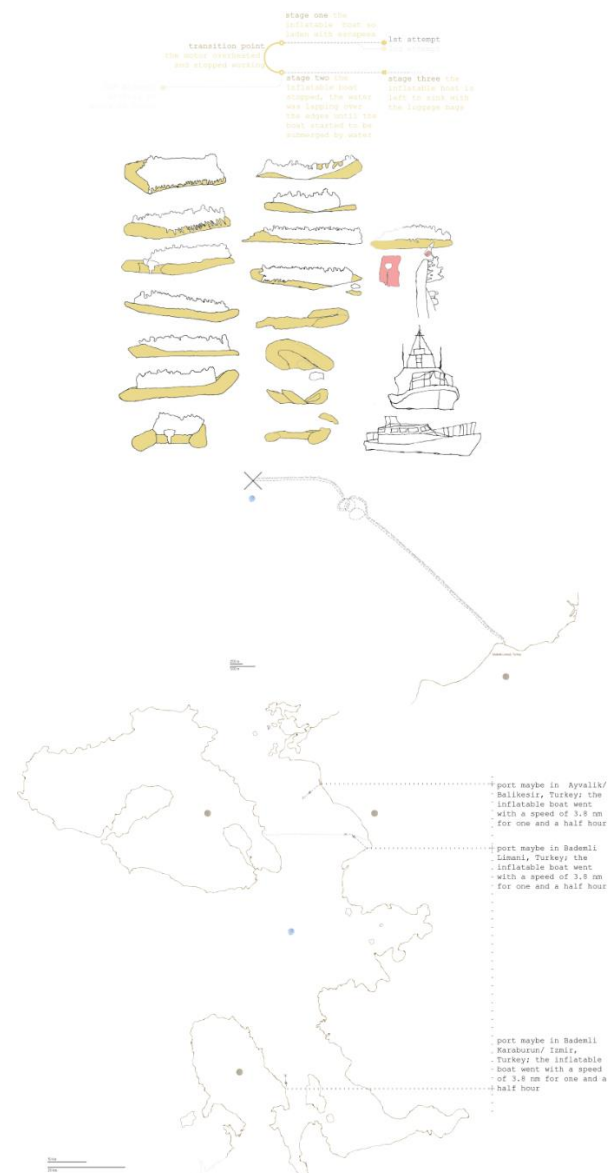 stage one the
inflatable boat so
laden with escapees
1st attempt
transition point
the motor overheated
and stopped working
stage two the
inflatable boat
stopped, the water
was lapping over
the edges until the
boat started to be
submerged by water
stage three the
inflatable boat is
left to sink with
the luggage bags
port maybe in Ayvalik/
Balikesir, Turkey; the
inflatable boat went
with a speed of 3.8 nm
for one and a half hour
port maybe in Bademli
Limani, Turkey; the
inflatable boat went
with a speed of 3.8 nm
for one and a half hour
port maybe in Bademli
Karaburun/ Izmir,
Turkey; the inflatable
boat went with a speed
of 3.8 nm for one and a
half hour